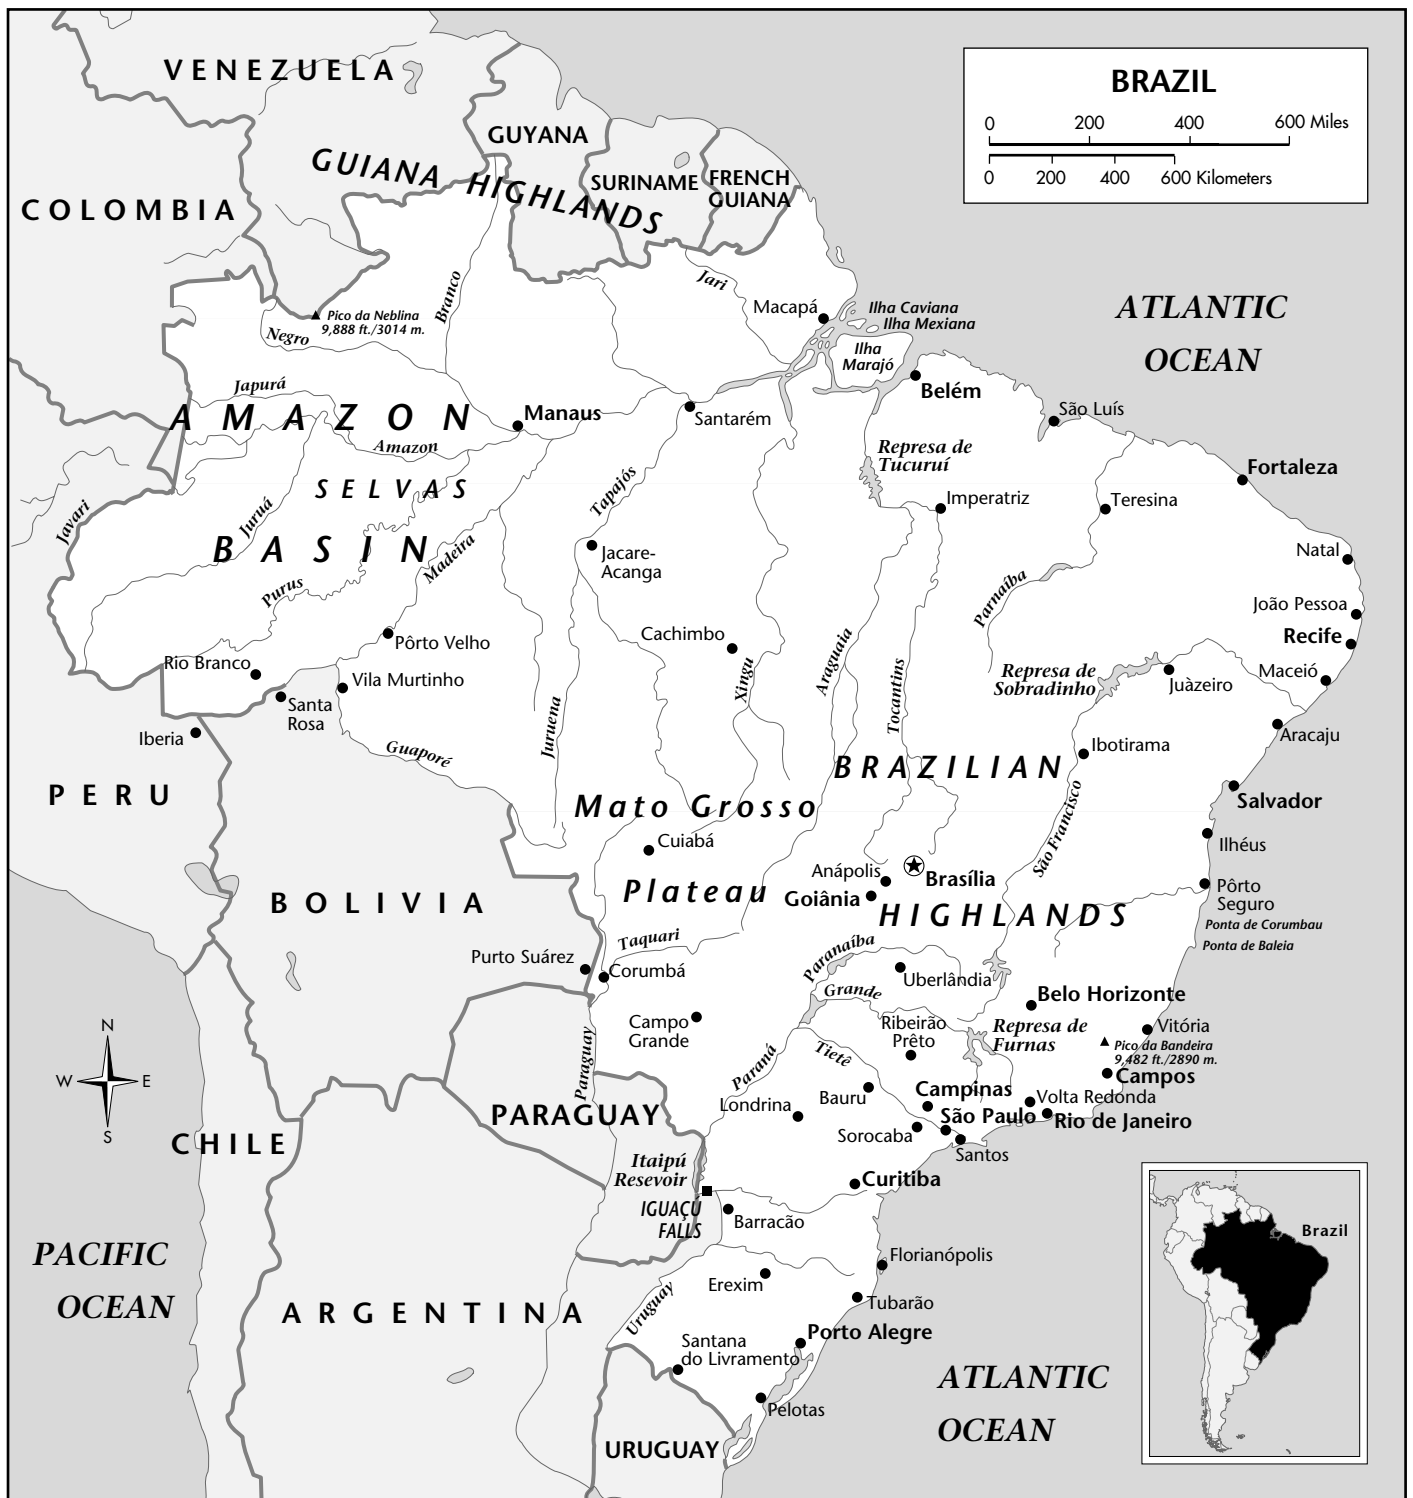 BRAZIL
0 200 400 600 Miles
0 200 400 600 Kilometers
VENEZUELA
GUYANA
SURINAME
FRENCH
GUIANA
GUIANA HIGHLANDS
COLOMBIA
Branco
Jari
Macapá
Ilha Caviana
Ilha Mexiana
Ilha
Marajó
ATLANTIC
OCEAN
Pico da Neblina
9,888 ft./3014 m.
Negro
Japurá
Belém
AMAZON
Manaus
Santarém
São Luís
Amazon
Represa de
Tucuruí
Fortaleza
SELVAS
Tapajós
Imperatriz
Teresina
Javari
Juruá
BASIN
Madeira
Jacare-
Acanga
Natal
Purus
Parnaíba
João Pessoa
Recife
Pôrto Velho
Cachimbo
Xingu
Araguaia
Tocantins
Rio Branco
Vila Murtinho
Represa de
Sobradinho
Juàzeiro
Maceió
Santa
Rosa
Iberia
Juruena
Guaporé
Ibotirama
Aracaju
PERU
BRAZILIAN
Mato Grosso
Salvador
São Francisco
Cuiabá
Ilhéus
Anápolis
Brasília
Plateau
Goiânia
HIGHLANDS
Pôrto
Seguro
Ponta de Corumbau
Ponta de Baleia
BOLIVIA
Taquari
Paranaíba
Purto Suárez
Corumbá
Uberlândia
Grande
Belo Horizonte
Campo
Grande
Ribeirão
Prêto
Represa de
Furnas
Vitória
Pico da Bandeira
9,482 ft./2890 m.
N
W E
S
Paraguay
Paraná
Tietê
Campos
Bauru
Campinas
Volta Redonda
PARAGUAY
Londrina
São Paulo
Rio de Janeiro
CHILE
Sorocaba
Santos
Itaipú
Resevoir
Curitiba
IGUAÇÚ
FALLS
Barracão
Brazil
PACIFIC
OCEAN
Florianópolis
Erexim
Uruguay
Tubarão
ARGENTINA
Porto Alegre
Santana
do Livramento
ATLANTIC
OCEAN
Pelotas
URUGUAY